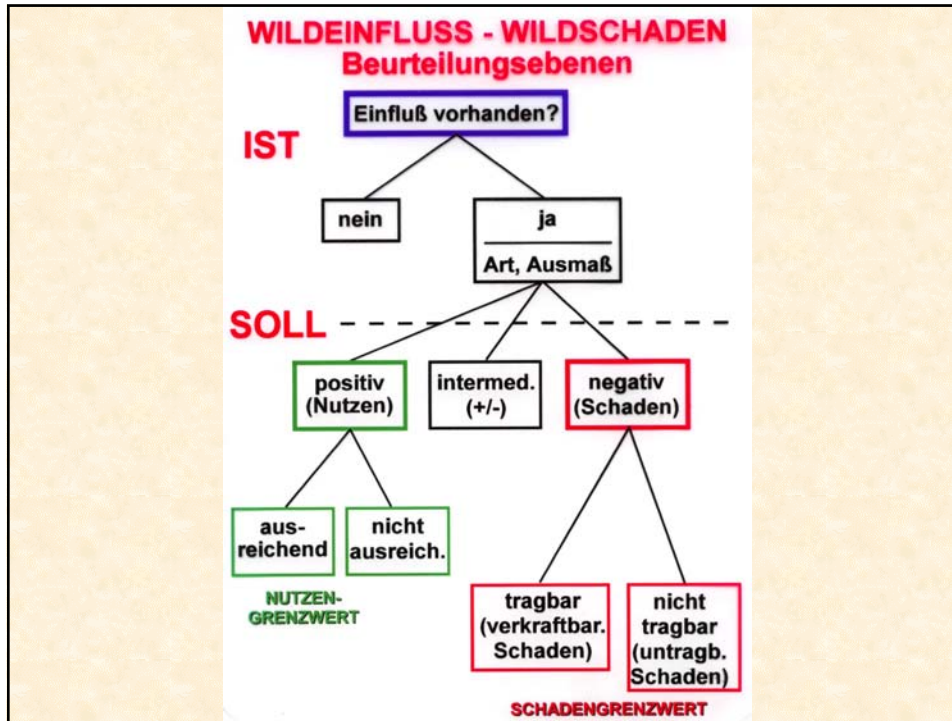 WILDEINFLUSS - WILDSCHADEN
Beurteilungsebenen
Einfluß vorhanden?
IST
nein
ja
Art, Ausmaß
SOLL
positiv
(Nutzen)
intermed.
(+/-)
negativ
(Schaden)
aus-
reichend
nicht
ausreich.
NUTZEN-
GRENZWERT
tragbar
(verkraftbar.
Schaden)
nicht
tragbar
(untragb.
Schaden)
SCHADENGRENZWERT